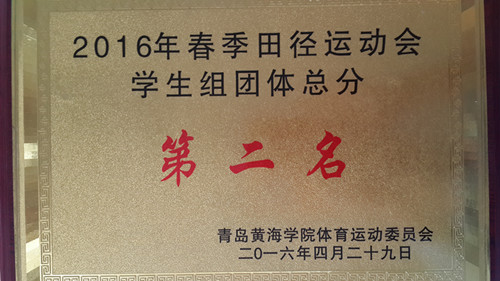 2016年春季田径运动会
学生组团体总分
第二名
青岛黄海学院体育运动委员会
二〇一六年四月二十九日